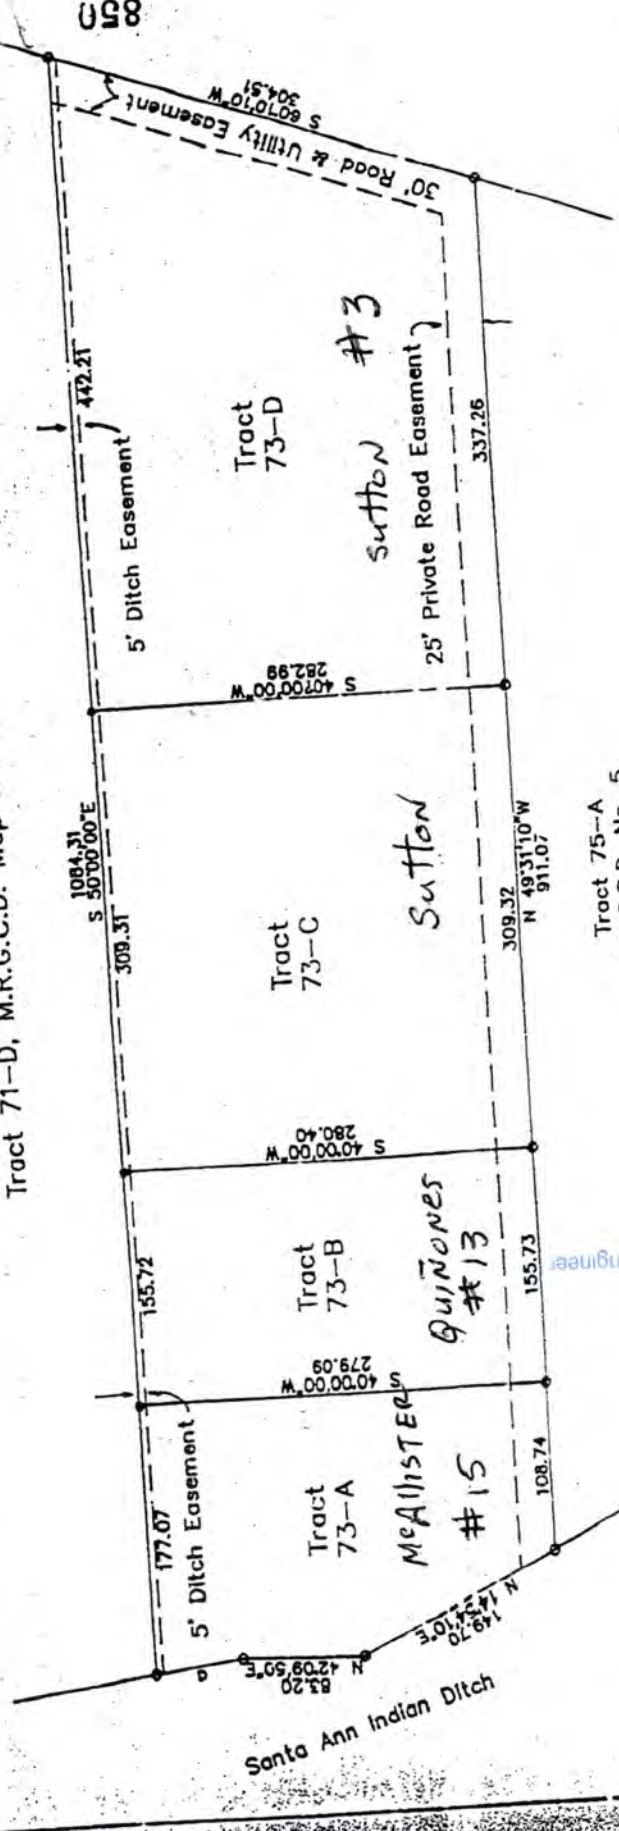 850
Tract 71-D, M.R.G.C.D. Map
S 60°10'10" W
304.51
30' Road & Utility Easement
442.21
5' Ditch Easement
Tract
73-D
Sutton #3
25' Private Road Easement
337.26
S 40°00'00" W
282.99
1084.31
S 50°00'00"E
309.31
Tract
73-C
Sutton
309.32
N 49°31'10"W
911.07
Tract 75-A
S 40°00'00" W
280.40
155.72
Tract
73-B
QUIÑONES
#13
155.73
S 40°00'00" W
279.09
177.07
5' Ditch Easement
Tract
73-A
McAllISTER
#15
108.74
N 14°54'10"E
149.70
N 42°09'50"E
83.20
Santa Ann Indian Ditch